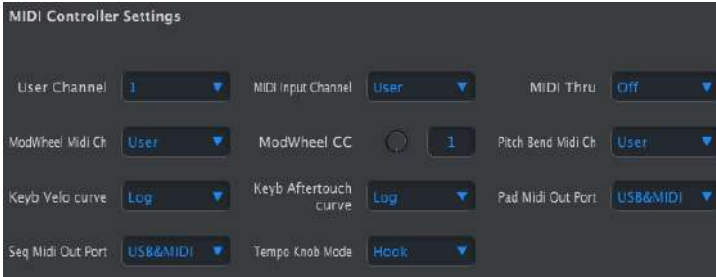 MIDI Controller Settings
User Channel 1 MIDI Input Channel User MIDI Thru Off
ModWheel Midi Ch User ModWheel CC 1 Pitch Bend Midi Ch User
Keyb Velo curve Log Keyb Aftertouch curve Log Pad Midi Out Port USB&MIDI
Seq Midi Out Port USB&MIDI Tempo Knob Mode Hook